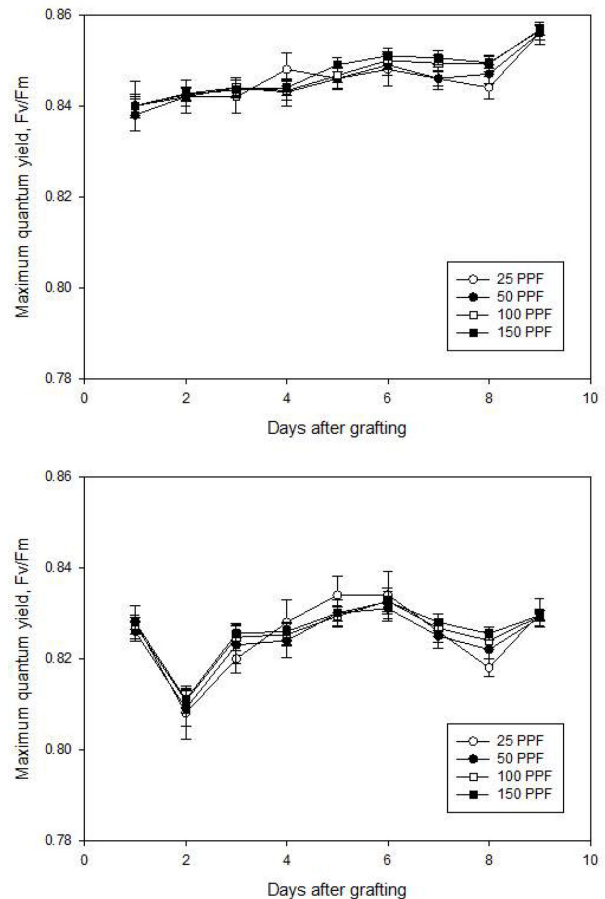 0.86
0.84
0.82
0.80
0.78
Maximum quantum yield, Fv/Fm
25 PPF
50 PPF
100 PPF
150 PPF
0 2 4 6 8 10
Days after grafting
0.86
0.84
0.82
0.80
0.78
Maximum quantum yield, Fv/Fm
25 PPF
50 PPF
100 PPF
150 PPF
0 2 4 6 8 10
Days after grafting